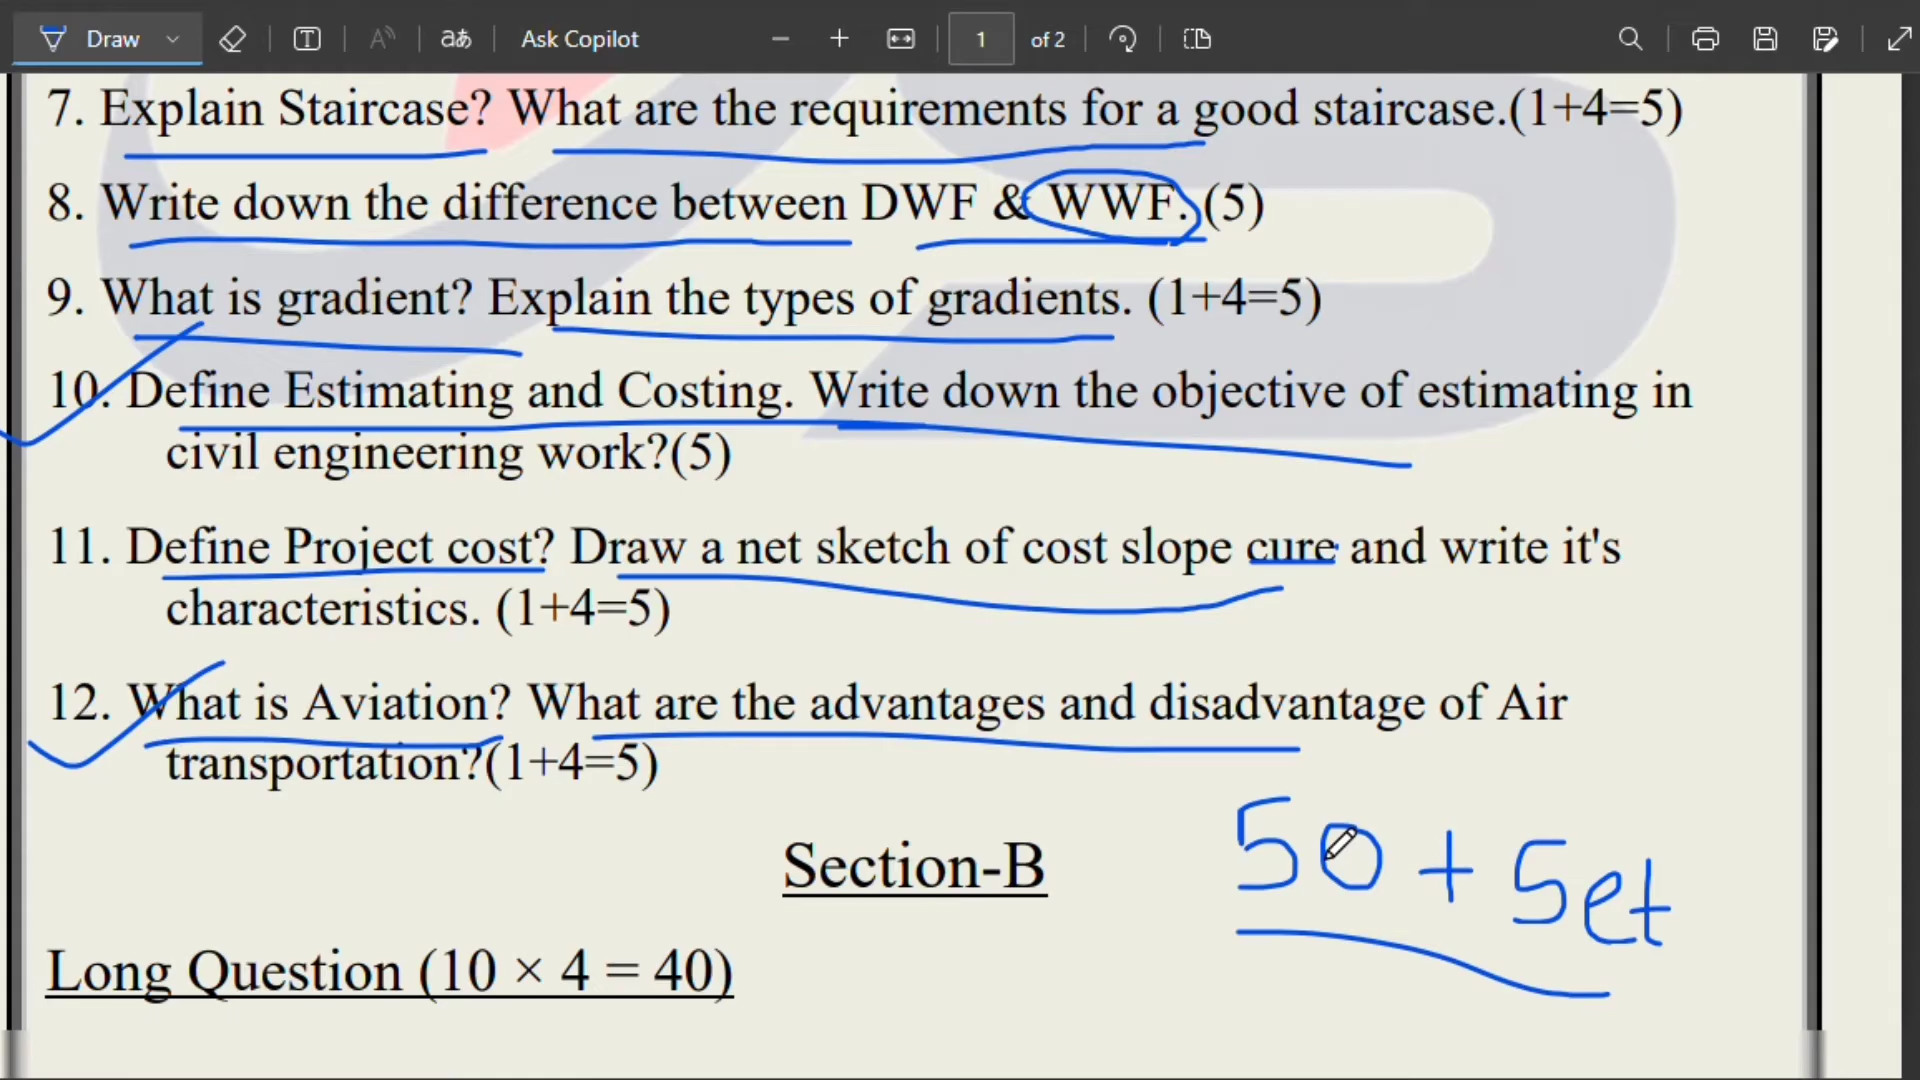 Draw
Ask Copilot
1 of 2
7. Explain Staircase? What are the requirements for a good staircase.(1+4=5)
8. Write down the difference between DWF & WWF. (5)
9. What is gradient? Explain the types of gradients. (1+4=5)
10. Define Estimating and Costing. Write down the objective of estimating in
civil engineering work?(5)
11. Define Project cost? Draw a net sketch of cost slope cure and write it's
characteristics. (1+4=5)
12. What is Aviation? What are the advantages and disadvantage of Air
transportation?(1+4=5)
50 + Set
Section-B
Long Question (10 × 4 = 40)